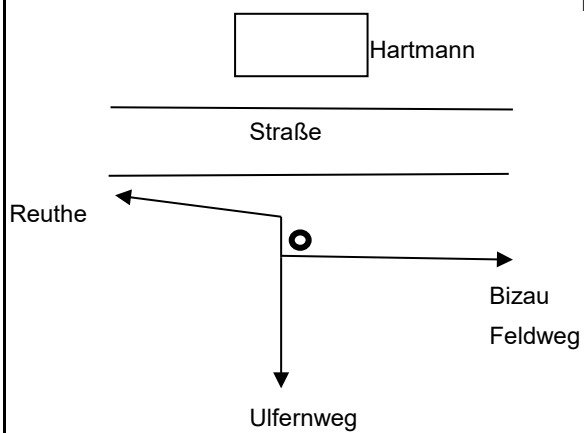 Hartmann
Straße
Reuthe
Bizau
Feldweg
Ulfernweg